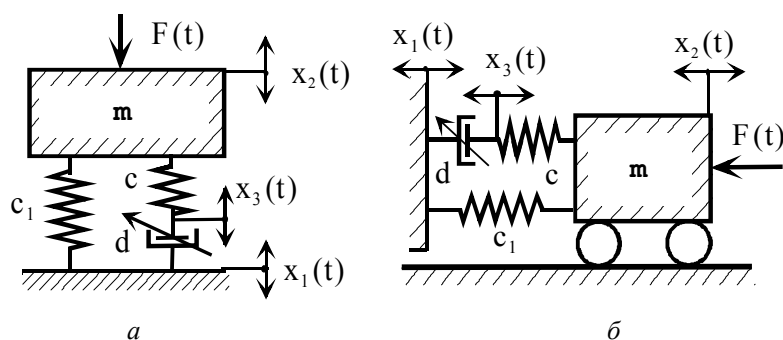 F(t)
x₂(t)
m
c₁
c
x₃(t)
d
x₁(t)
а
x₁(t)
x₃(t)
x₂(t)
F(t)
d
c
m
c₁
б